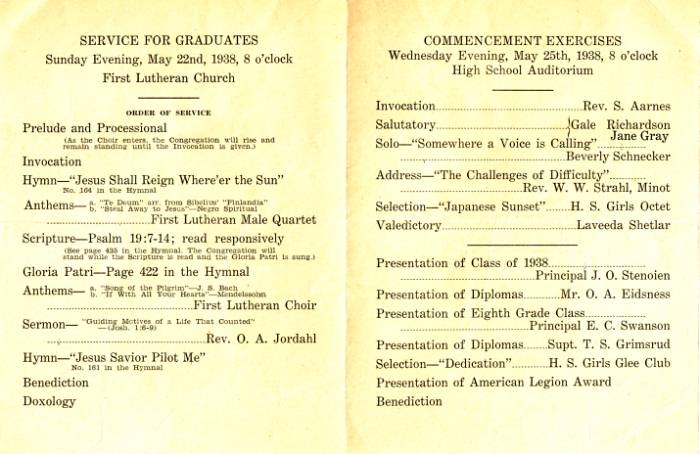 SERVICE FOR GRADUATES
Sunday Evening, May 22nd, 1938, 8 o'clock
First Lutheran Church
ORDER OF SERVICE
Prelude and Processional
(As the Choir enters, the Congregation will rise and
remain standing until the Invocation is given.)
Invocation
Hymn—"Jesus Shall Reign Where'er the Sun"
No. 164 in the Hymnal
Anthems— a. "Te Deum" arr. from Sibelius' "Finlandia"
b. "Steal Away to Jesus"—Negro Spiritual
First Lutheran Male Quartet
Scripture—Psalm 19:7-14; read responsively
(See page 435 in the Hymnal. The Congregation will
stand while the Scripture is read and the Gloria Patri is sung.)
Gloria Patri—Page 422 in the Hymnal
Anthems— a. "Song of the Pilgrim"—J. S. Bach
b. "If With All Your Hearts"—Mendelssohn
First Lutheran Choir
Sermon— "Guiding Motives of a Life That Counted"
—(Josh. 1:6-9)
Rev. O. A. Jordahl
Hymn—"Jesus Savior Pilot Me"
No. 161 in the Hymnal
Benediction
Doxology
COMMENCEMENT EXERCISES
Wednesday Evening, May 25th, 1938, 8 o'clock
High School Auditorium
Invocation Rev. S. Aarnes
Salutatory Gale Richardson
Jane Gray
Solo—"Somewhere a Voice is Calling"
Beverly Schnecker
Address—"The Challenges of Difficulty"
Rev. W. W. Strahl, Minot
Selection—"Japanese Sunset" H. S. Girls Octet
Valedictory Laveeda Shetlar
Presentation of Class of 1938
Principal J. O. Stenoien
Presentation of Diplomas Mr. O. A. Eidsness
Presentation of Eighth Grade Class
Principal E. C. Swanson
Presentation of Diplomas Supt. T. S. Grimsrud
Selection—"Dedication" H. S. Girls Glee Club
Presentation of American Legion Award
Benediction